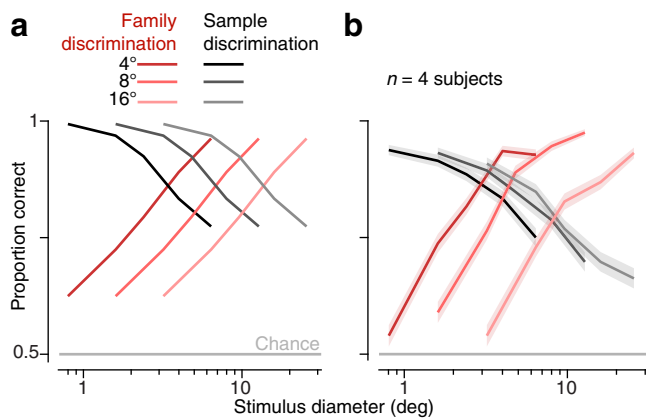 a
Family discrimination
Sample discrimination
4°
8°
16°
b
n = 4 subjects
Proportion correct
1
0.5
Chance
1
10
1
10
Stimulus diameter (deg)